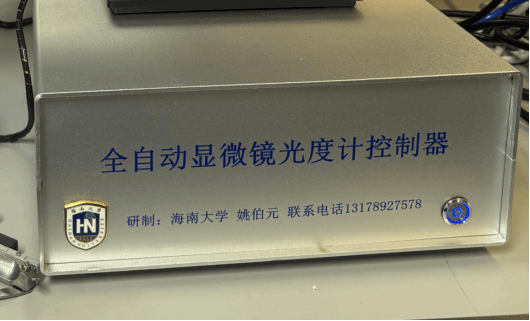 全自动显微镜光度计控制器
研制：海南大学 姚伯元 联系电话13178927578
HN